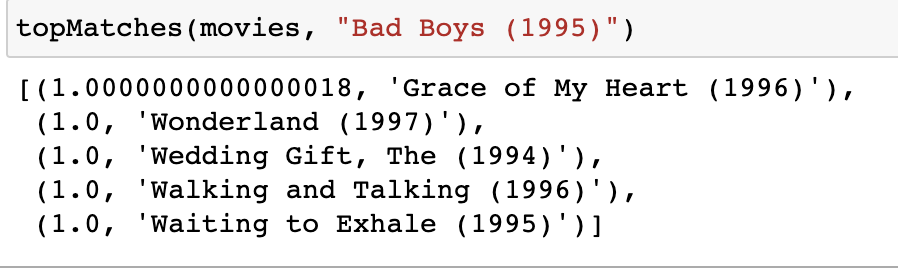 topMatches(movies, "Bad Boys (1995)")
[(1.0000000000000018, 'Grace of My Heart (1996)'),
(1.0, 'Wonderland (1997)'),
(1.0, 'Wedding Gift, The (1994)'),
(1.0, 'Walking and Talking (1996)'),
(1.0, 'Waiting to Exhale (1995)')]